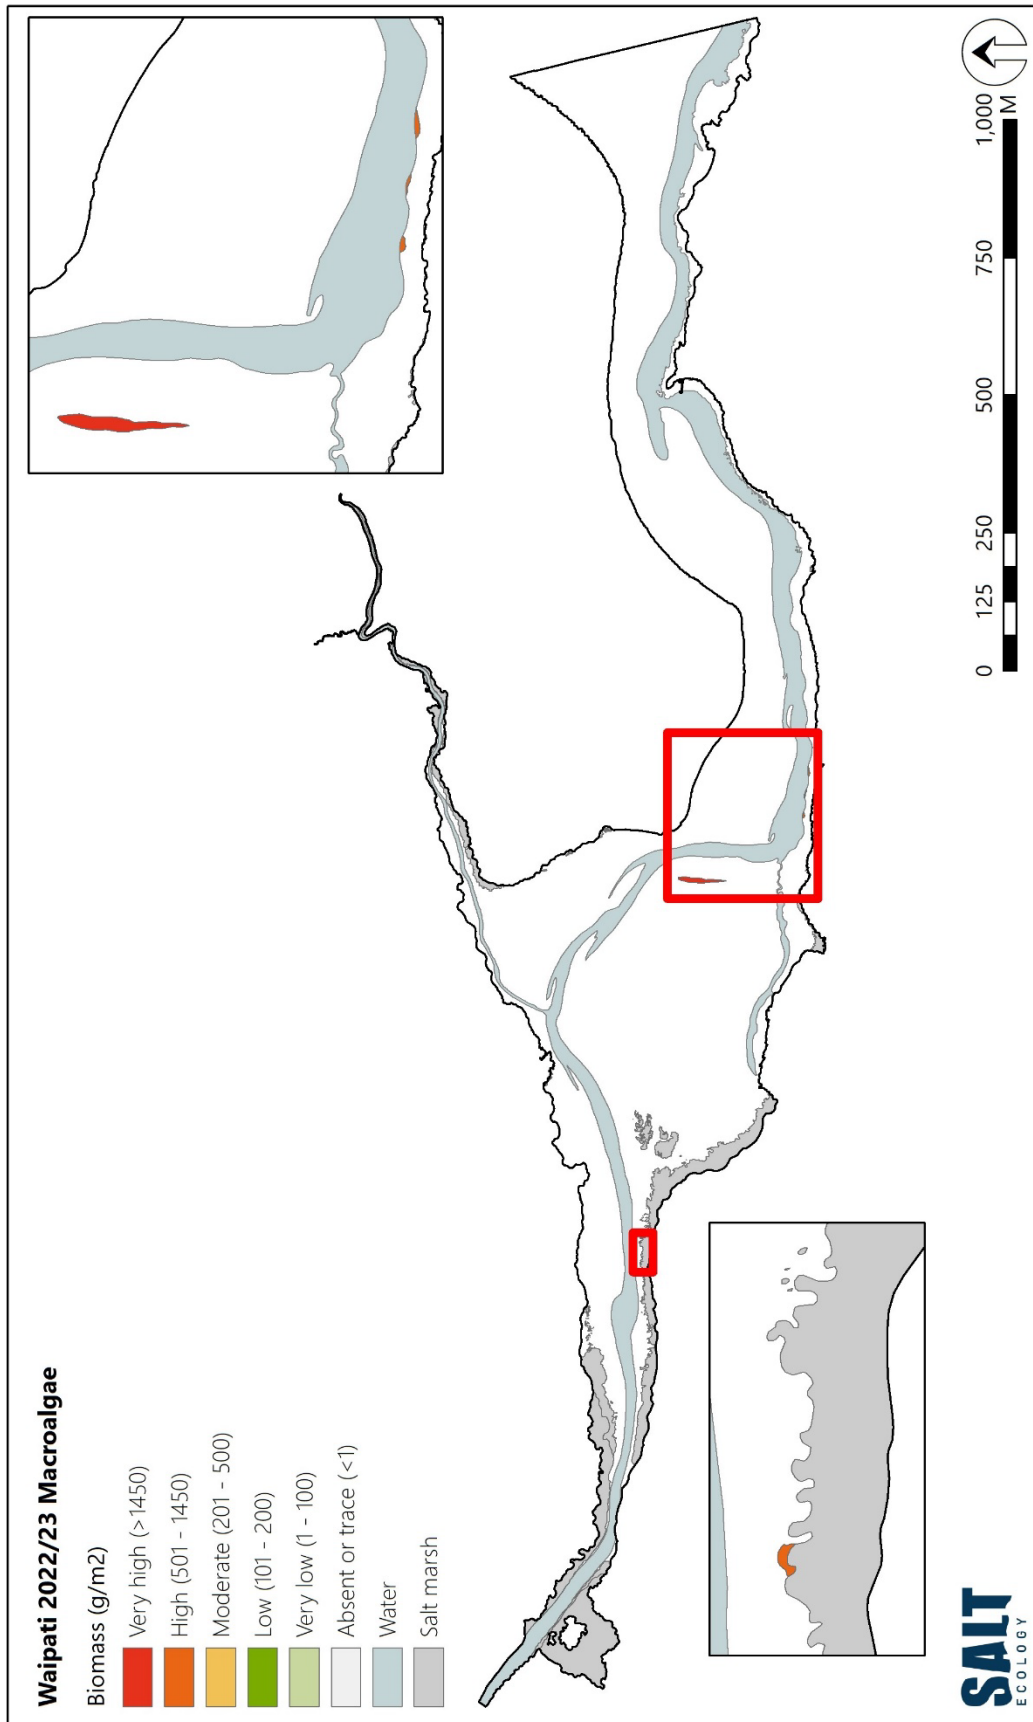 Waipati 2022/23 Macroalgae
Biomass (g/m2)
Very high (>1450)
High (501 - 1450)
Moderate (201 - 500)
Low (101 - 200)
Very low (1 - 100)
Absent or trace (<1)
Water
Salt marsh
SALT
ECOLOGY
0 125 250 500 750 1,000
M